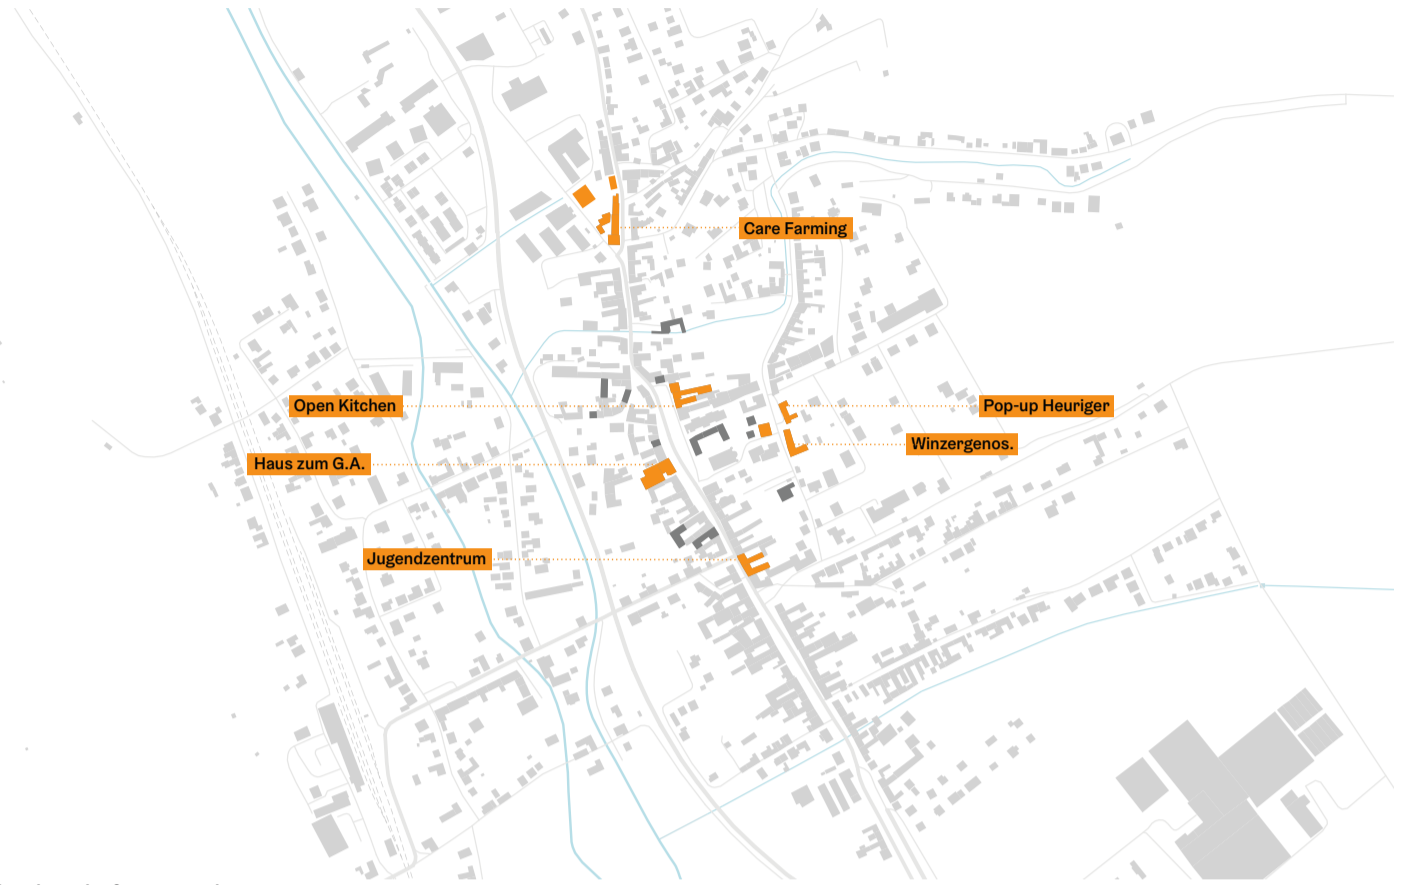 Care Farming
Open Kitchen
Pop-up Heuriger
Winzergenos.
Haus zum G.A.
Jugendzentrum